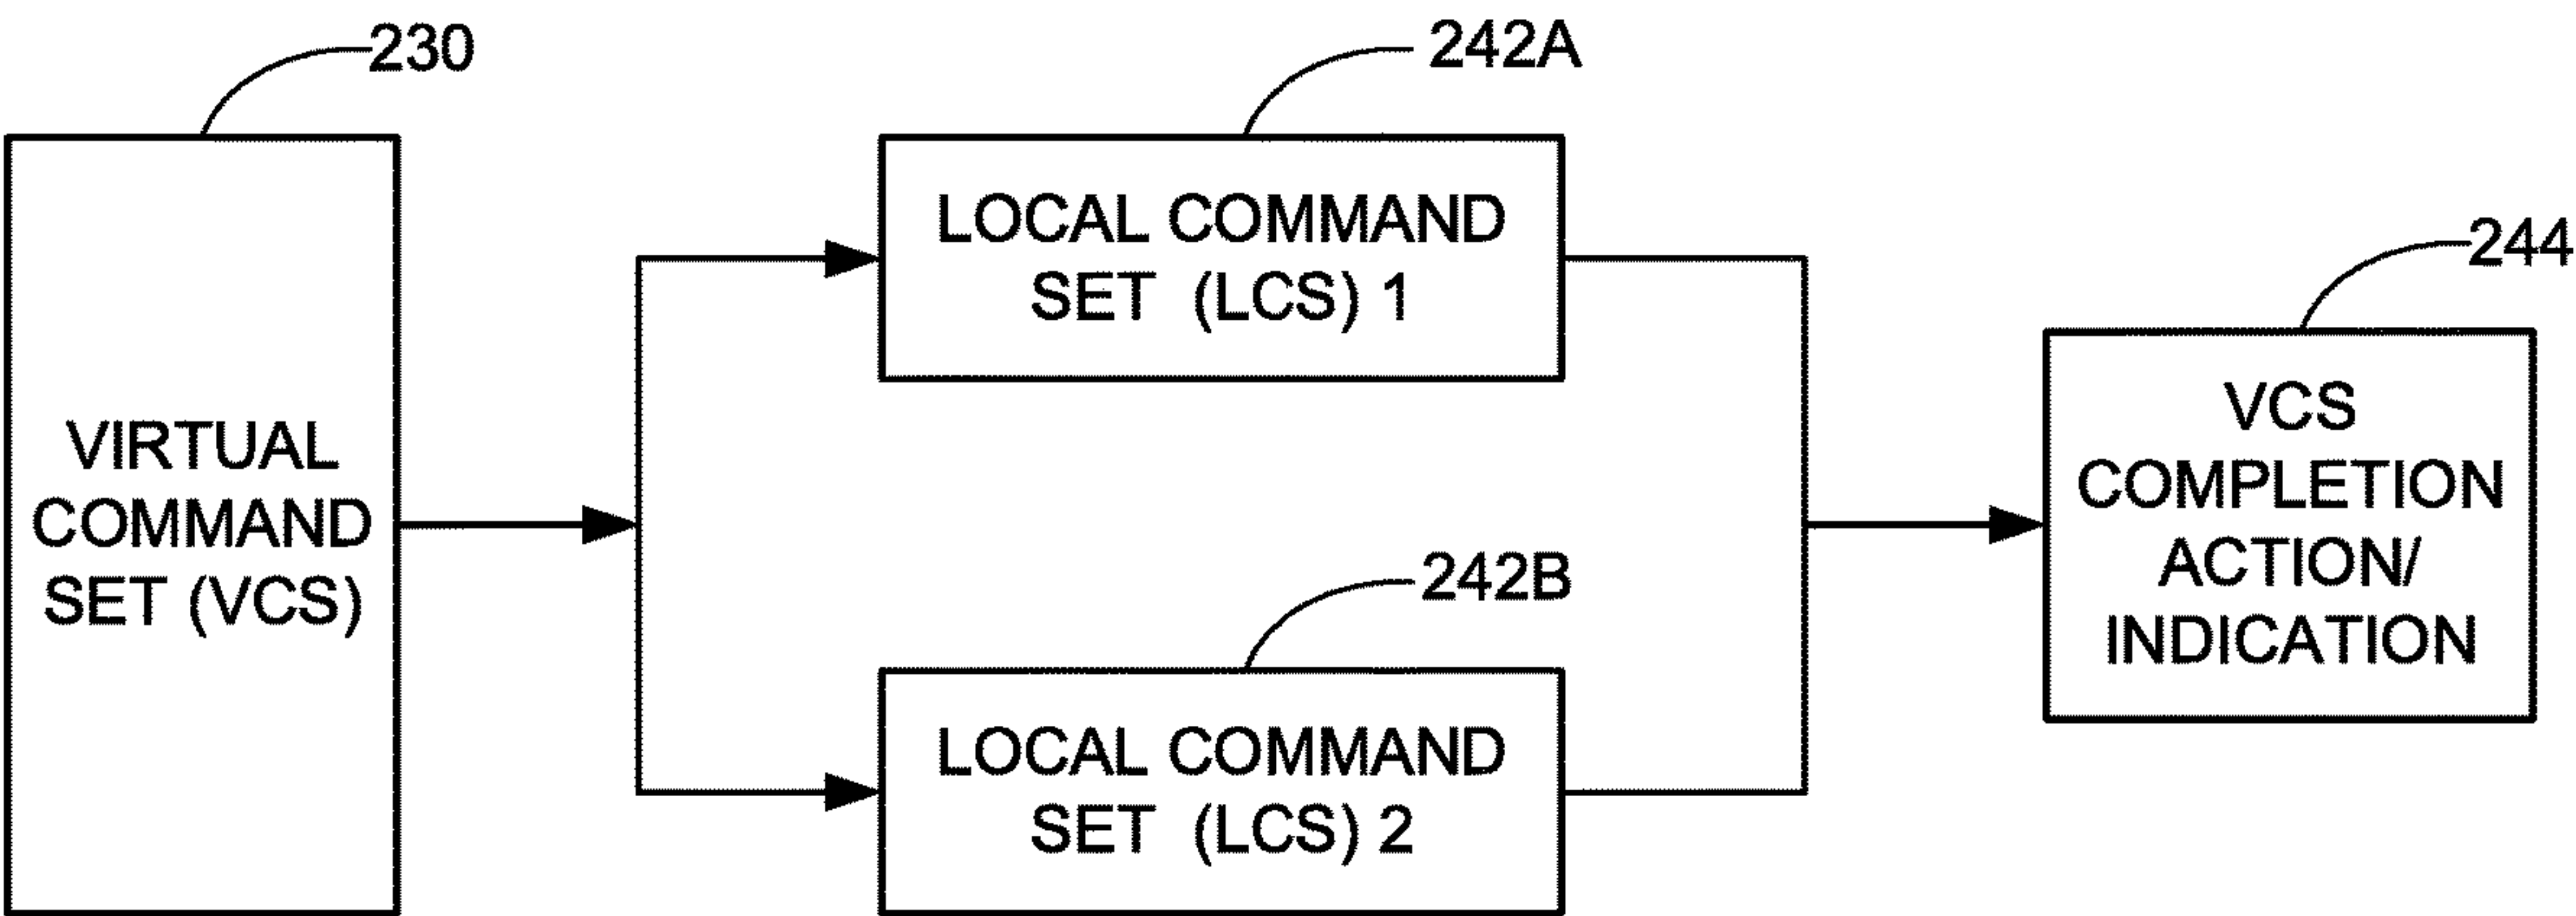 230
VIRTUAL
COMMAND
SET (VCS)
242A
LOCAL COMMAND
SET (LCS) 1
242B
LOCAL COMMAND
SET (LCS) 2
244
VCS
COMPLETION
ACTION/
INDICATION